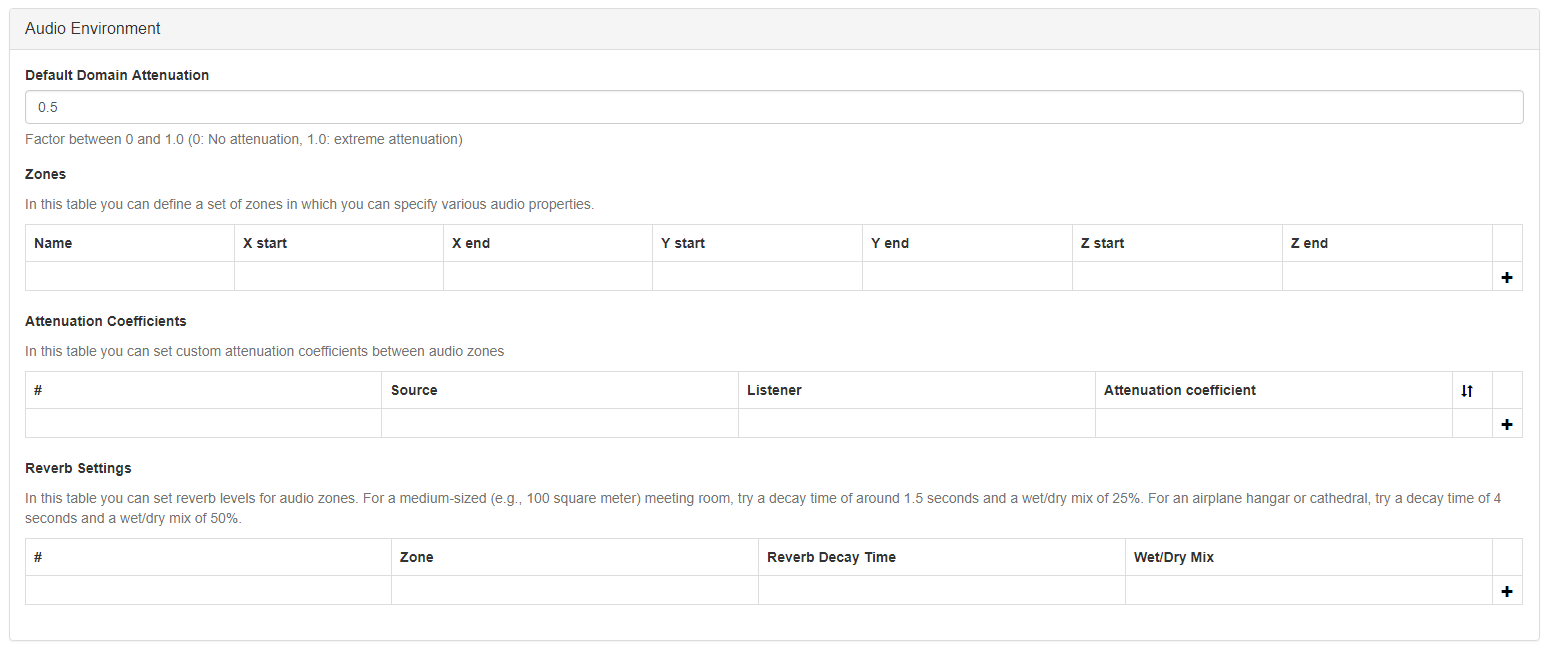 Audio Environment
Default Domain Attenuation
0.5
Factor between 0 and 1.0 (0: No attenuation, 1.0: extreme attenuation)
Zones
In this table you can define a set of zones in which you can specify various audio properties.
Name X start X end Y start Y end Z start Z end
Attenuation Coefficients
In this table you can set custom attenuation coefficients between audio zones
# Source Listener Attenuation coefficient
Reverb Settings
In this table you can set reverb levels for audio zones. For a medium-sized (e.g., 100 square meter) meeting room, try a decay time of around 1.5 seconds and a wet/dry mix of 25%. For an airplane hangar or cathedral, try a decay time of 4
seconds and a wet/dry mix of 50%.
# Zone Reverb Decay Time Wet/Dry Mix